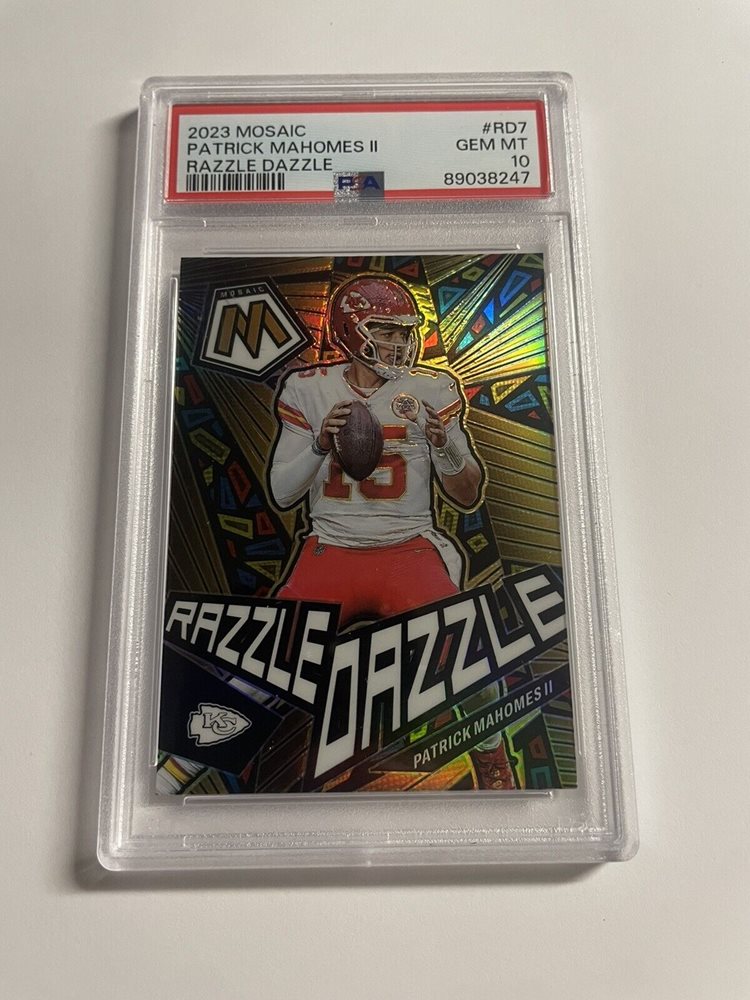 2023 MOSAIC #RD7
PATRICK MAHOMES II GEM MT
RAZZLE DAZZLE 10
89038247
PSA
MOSAIC
M
KC
15
RAZZLE
DAZZLE
KC
PATRICK MAHOMES II